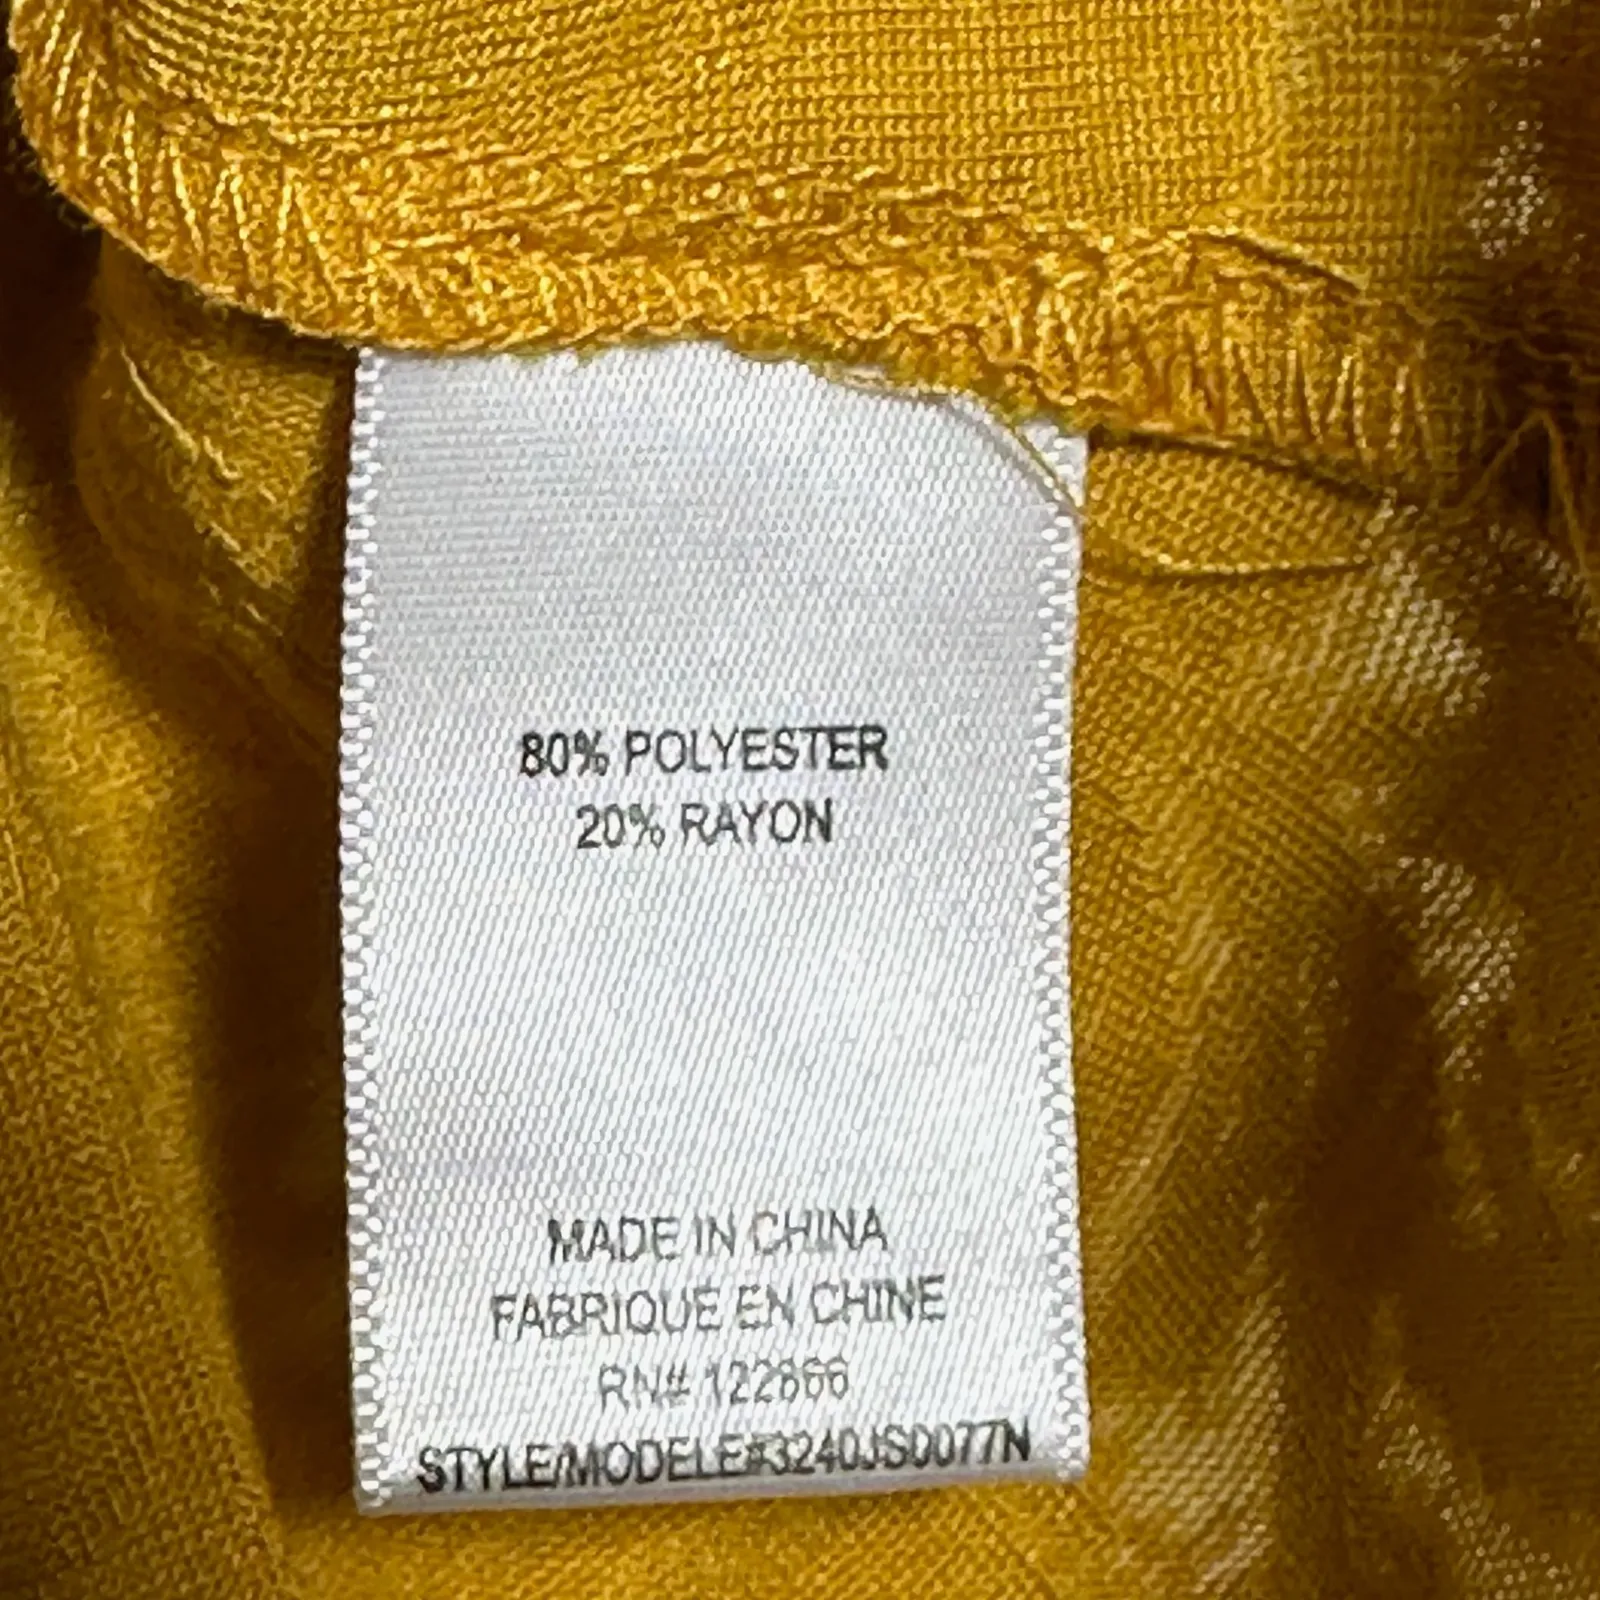 80% POLYESTER
20% RAYON
MADE IN CHINA
FABRIQUE EN CHINE
RN# 122866
STYLE/MODELE#3240JS0077N